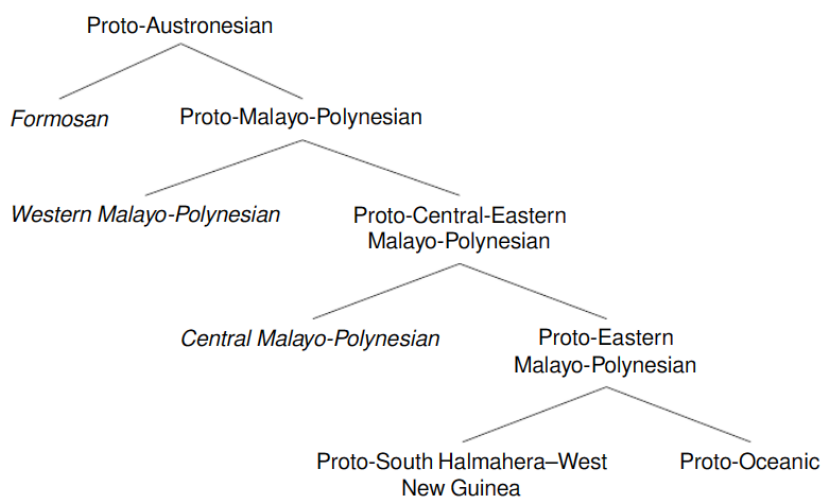 Proto-Austronesian
Formosan
Proto-Malayo-Polynesian
Western Malayo-Polynesian
Proto-Central-Eastern
Malayo-Polynesian
Central Malayo-Polynesian
Proto-Eastern
Malayo-Polynesian
Proto-South Halmahera–West
New Guinea
Proto-Oceanic